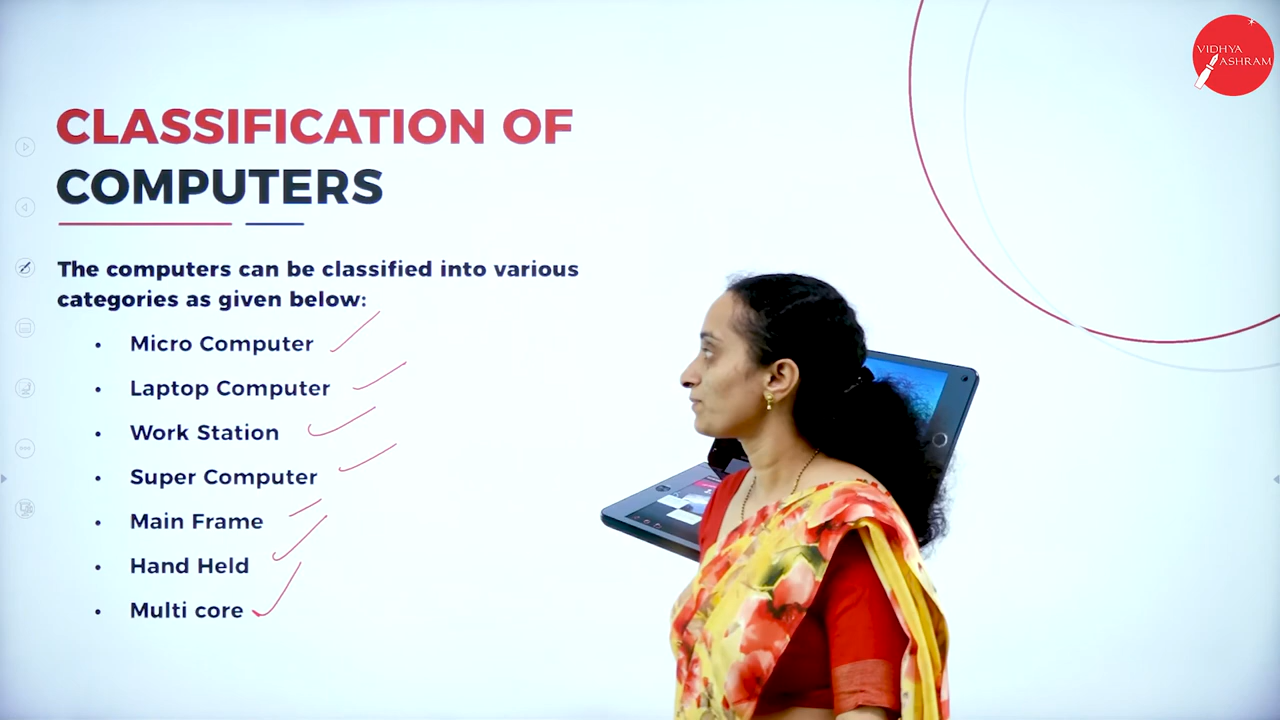 VIDHYA
ASHRAM
CLASSIFICATION OF
COMPUTERS
The computers can be classified into various
categories as given below:
• Micro Computer
• Laptop Computer
• Work Station
• Super Computer
• Main Frame
• Hand Held
• Multi core